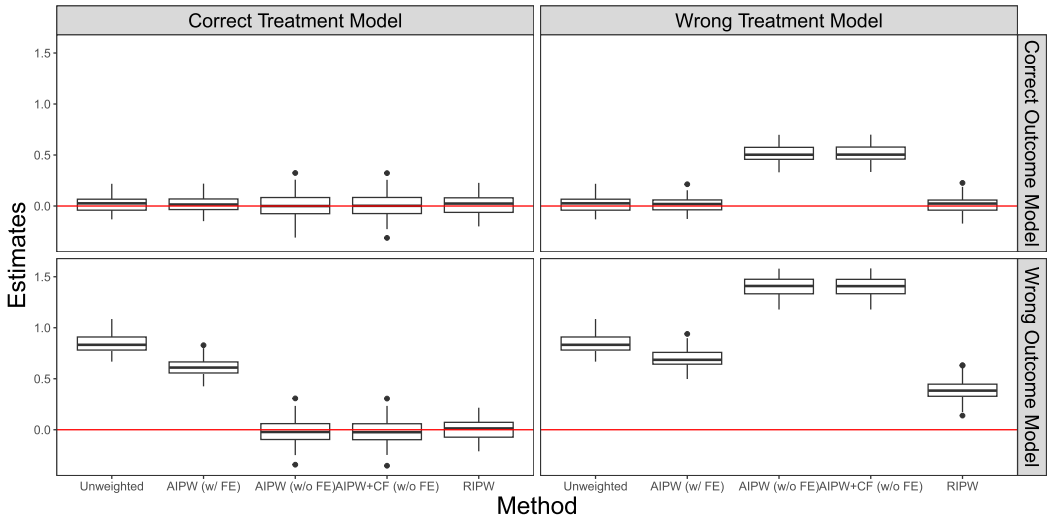 Correct Treatment Model
Wrong Treatment Model
1.5
1.0
0.5
0.0
Correct Outcome Model
Estimates
1.5
1.0
0.5
0.0
Wrong Outcome Model
Unweighted AIPW (w/ FE) AIPW (w/o FE) AIPW+CF (w/o FE) RIPW
Unweighted AIPW (w/ FE) AIPW (w/o FE) AIPW+CF (w/o FE) RIPW
Method